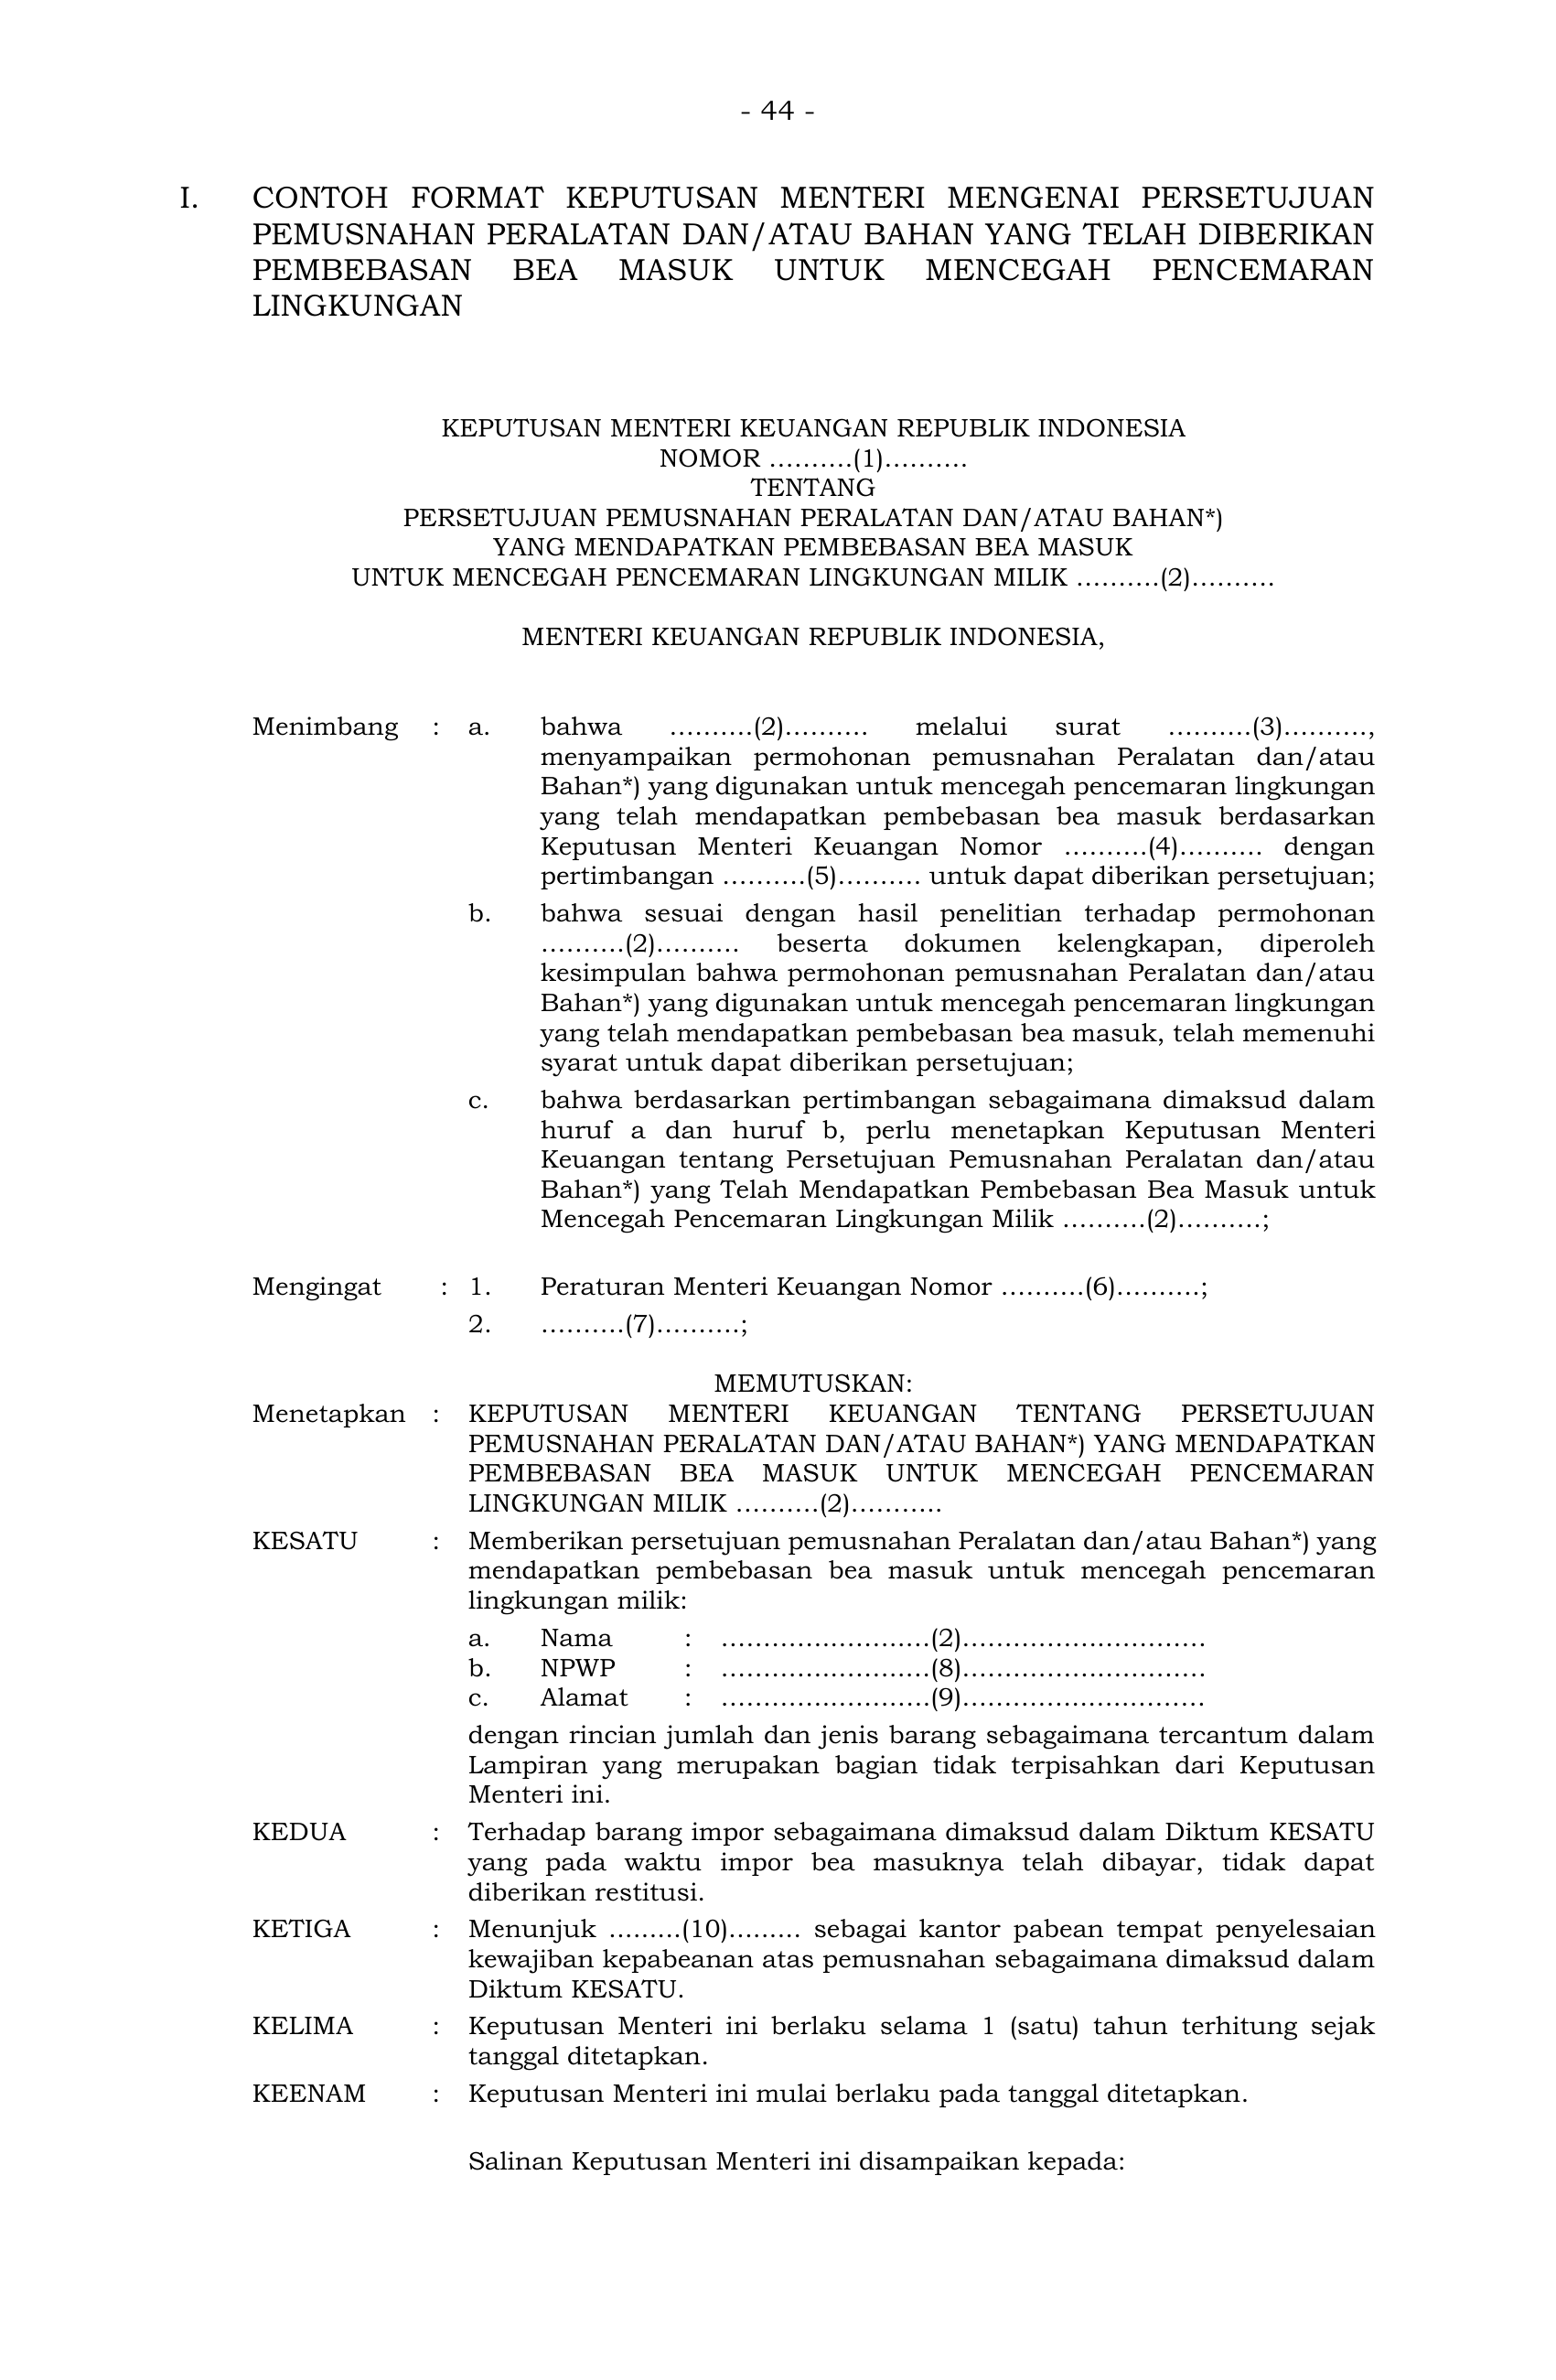 - 44 -
I. CONTOH FORMAT KEPUTUSAN MENTERI MENGENAI PERSETUJUAN
PEMUSNAHAN PERALATAN DAN/ATAU BAHAN YANG TELAH DIBERIKAN
PEMBEBASAN BEA MASUK UNTUK MENCEGAH PENCEMARAN
LINGKUNGAN
KEPUTUSAN MENTERI KEUANGAN REPUBLIK INDONESIA
NOMOR ..........(1)..........
TENTANG
PERSETUJUAN PEMUSNAHAN PERALATAN DAN/ATAU BAHAN*)
YANG MENDAPATKAN PEMBEBASAN BEA MASUK
UNTUK MENCEGAH PENCEMARAN LINGKUNGAN MILIK ..........(2)..........
MENTERI KEUANGAN REPUBLIK INDONESIA,
Menimbang : a. bahwa ..........(2).......... melalui surat ..........(3)..........,
menyampaikan permohonan pemusnahan Peralatan dan/atau
Bahan*) yang digunakan untuk mencegah pencemaran lingkungan
yang telah mendapatkan pembebasan bea masuk berdasarkan
Keputusan Menteri Keuangan Nomor ..........(4).......... dengan
pertimbangan ..........(5).......... untuk dapat diberikan persetujuan;
b. bahwa sesuai dengan hasil penelitian terhadap permohonan
..........(2).......... beserta dokumen kelengkapan, diperoleh
kesimpulan bahwa permohonan pemusnahan Peralatan dan/atau
Bahan*) yang digunakan untuk mencegah pencemaran lingkungan
yang telah mendapatkan pembebasan bea masuk, telah memenuhi
syarat untuk dapat diberikan persetujuan;
c. bahwa berdasarkan pertimbangan sebagaimana dimaksud dalam
huruf a dan huruf b, perlu menetapkan Keputusan Menteri
Keuangan tentang Persetujuan Pemusnahan Peralatan dan/atau
Bahan*) yang Telah Mendapatkan Pembebasan Bea Masuk untuk
Mencegah Pencemaran Lingkungan Milik ..........(2)..........;
Mengingat : 1. Peraturan Menteri Keuangan Nomor ..........(6)..........;
2. ..........(7)..........;
MEMUTUSKAN:
Menetapkan : KEPUTUSAN MENTERI KEUANGAN TENTANG PERSETUJUAN
PEMUSNAHAN PERALATAN DAN/ATAU BAHAN*) YANG MENDAPATKAN
PEMBEBASAN BEA MASUK UNTUK MENCEGAH PENCEMARAN
LINGKUNGAN MILIK ..........(2)...........
KESATU : Memberikan persetujuan pemusnahan Peralatan dan/atau Bahan*) yang
mendapatkan pembebasan bea masuk untuk mencegah pencemaran
lingkungan milik:
a. Nama : .........................(2).............................
b. NPWP : .........................(8).............................
c. Alamat : .........................(9).............................
dengan rincian jumlah dan jenis barang sebagaimana tercantum dalam
Lampiran yang merupakan bagian tidak terpisahkan dari Keputusan
Menteri ini.
KEDUA : Terhadap barang impor sebagaimana dimaksud dalam Diktum KESATU
yang pada waktu impor bea masuknya telah dibayar, tidak dapat
diberikan restitusi.
KETIGA : Menunjuk .........(10)......... sebagai kantor pabean tempat penyelesaian
kewajiban kepabeanan atas pemusnahan sebagaimana dimaksud dalam
Diktum KESATU.
KELIMA : Keputusan Menteri ini berlaku selama 1 (satu) tahun terhitung sejak
tanggal ditetapkan.
KEENAM : Keputusan Menteri ini mulai berlaku pada tanggal ditetapkan.
Salinan Keputusan Menteri ini disampaikan kepada: